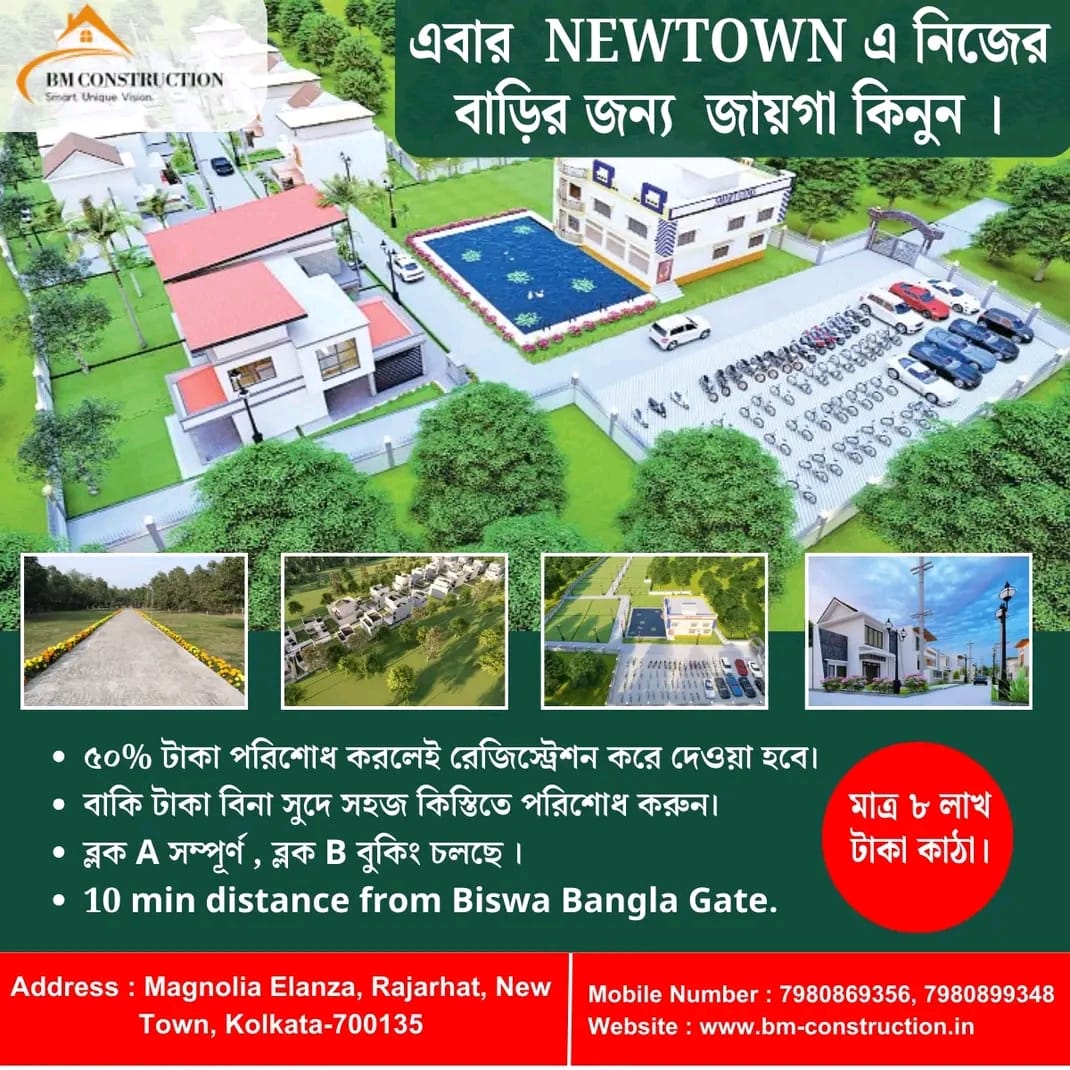 BM CONSTRUCTION
Smart. Unique. Vision.
এবার NEWTOWN এ নিজের
বাড়ির জন্য জায়গা কিনুন ।
• ৫০% টাকা পরিশোধ করলেই রেজিস্ট্রেশন করে দেওয়া হবে।
• বাকি টাকা বিনা সুদে সহজ কিস্তিতে পরিশোধ করুন।
• ব্লক A সম্পূর্ণ , ব্লক B বুকিং চলছে ।
• 10 min distance from Biswa Bangla Gate.
মাত্র ৮ লাখ
টাকা কাঠা।
Address : Magnolia Elanza, Rajarhat, New
Town, Kolkata-700135
Mobile Number : 7980869356, 7980899348
Website : www.bm-construction.in